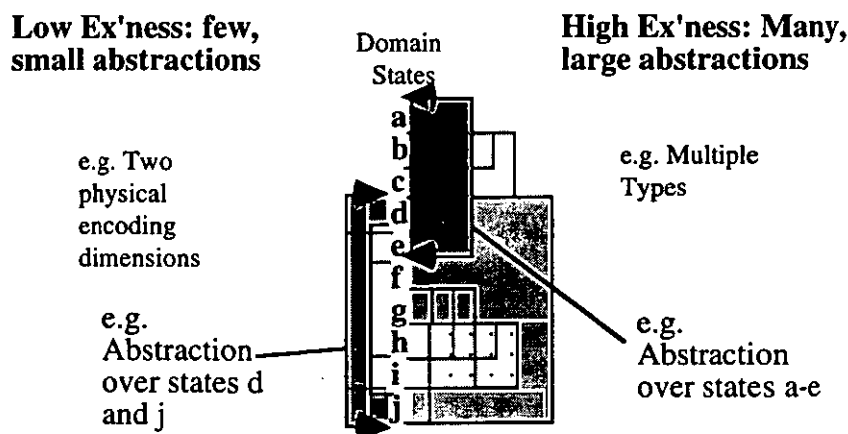 Low Ex'ness: few,
small abstractions
Domain
States
High Ex'ness: Many,
large abstractions
e.g. Two
physical
encoding
dimensions
e.g.
Abstraction
over states d
and j
a
b
c
d
e
f
g
h
i
j
e.g. Multiple
Types
e.g.
Abstraction
over states a-e